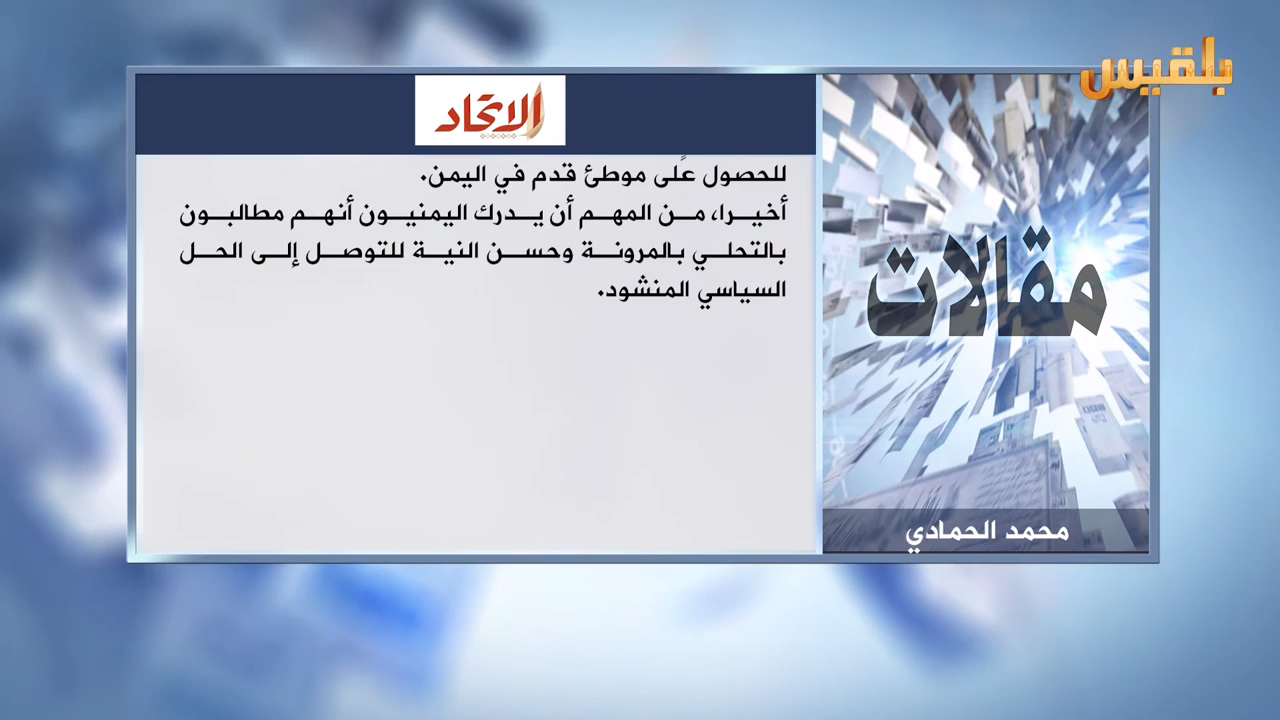 بلقيس
الاتحاد
للحصول على موطئ قدم في اليمن.
أخيرا، من المهم أن يدرك اليمنيون أنهم مطالبون
بالتحلي بالمرونة وحسن النية للتوصل إلى الحل
السياسي المنشود.
مقالات
محمد الحمادي